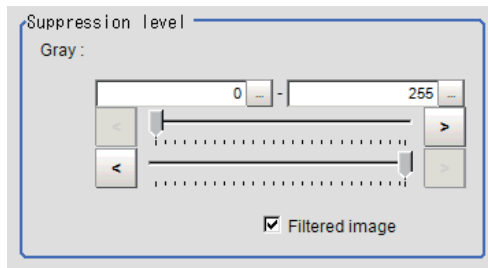 Suppression level
Gray :
0 ... - 255 ...
< >
< >
Filtered image